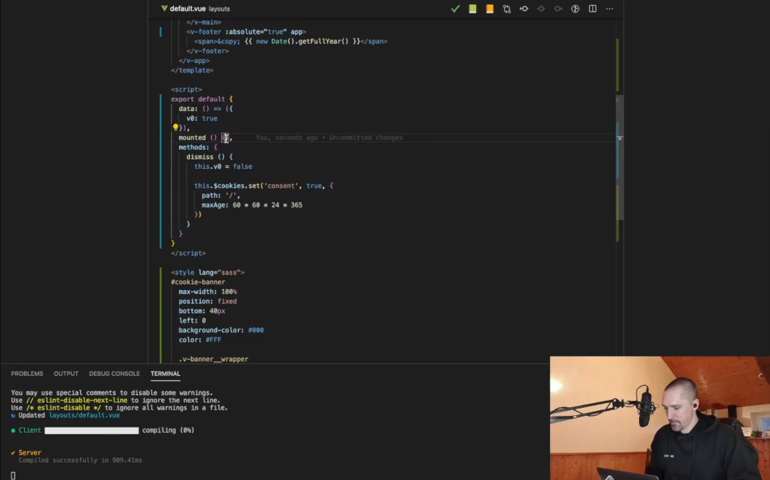 default.vue layouts
</v-main>
<v-footer :absolute="true" app>
<span>&copy; {{ new Date().getFullYear() }}</span>
</v-footer>
</v-app>
</template>
<script>
export default {
data: () => ({
v0: true
}),
mounted () {},
You, seconds ago • Uncommitted changes
methods: {
dismiss () {
this.v0 = false
this.$cookies.set('consent', true, {
path: '/',
maxAge: 60 * 60 * 24 * 365
})
}
}
}
</script>
<style lang="sass">
#cookie-banner
max-width: 100%
position: fixed
bottom: 40px
left: 0
background-color: #000
color: #FFF
.v-banner__wrapper
PROBLEMS OUTPUT DEBUG CONSOLE TERMINAL
You may use special comments to disable some warnings.
Use // eslint-disable-next-line to ignore the next line.
Use /* eslint-disable */ to ignore all warnings in a file.
↻ Updated layouts/default.vue
● Client compiling (0%)
✔ Server
Compiled successfully in 909.41ms